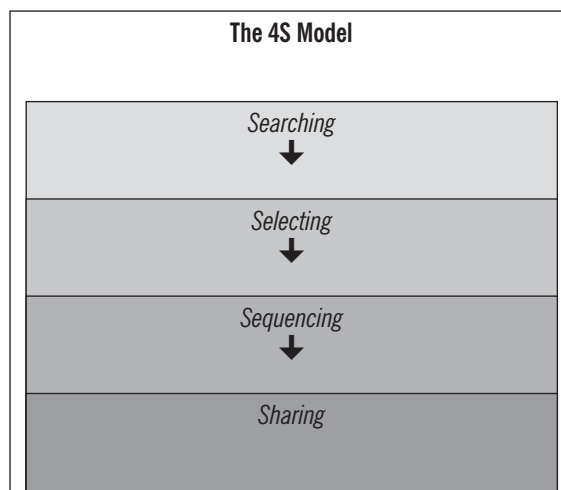 The 4S Model
Searching
Selecting
Sequencing
Sharing